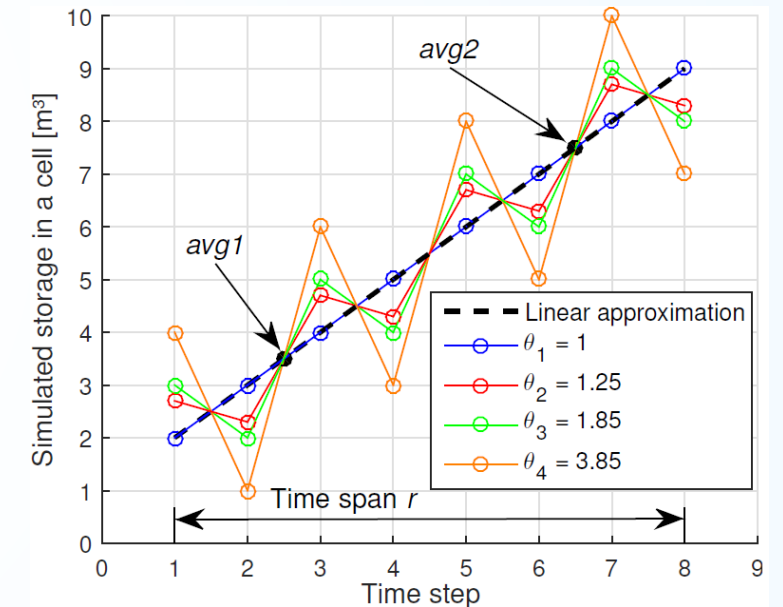 Simulated storage in a cell [m³]
10
9
8
7
6
5
4
3
2
1
0
avg2
avg1
Linear approximation
θ₁ = 1
θ₂ = 1.25
θ₃ = 1.85
θ₄ = 3.85
Time span r
0 1 2 3 4 5 6 7 8 9
Time step